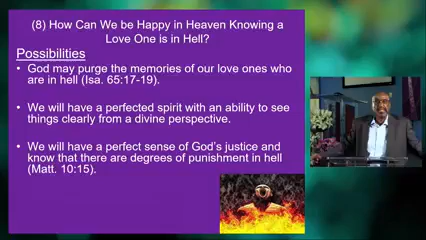 (8) How Can We be Happy in Heaven Knowing a
Love One is in Hell?
Possibilities
• God may purge the memories of our love ones who
are in hell (Isa. 65:17-19).
• We will have a perfected spirit with an ability to see
things clearly from a divine perspective.
• We will have a perfect sense of God's justice and
know that there are degrees of punishment in hell
(Matt. 10:15).